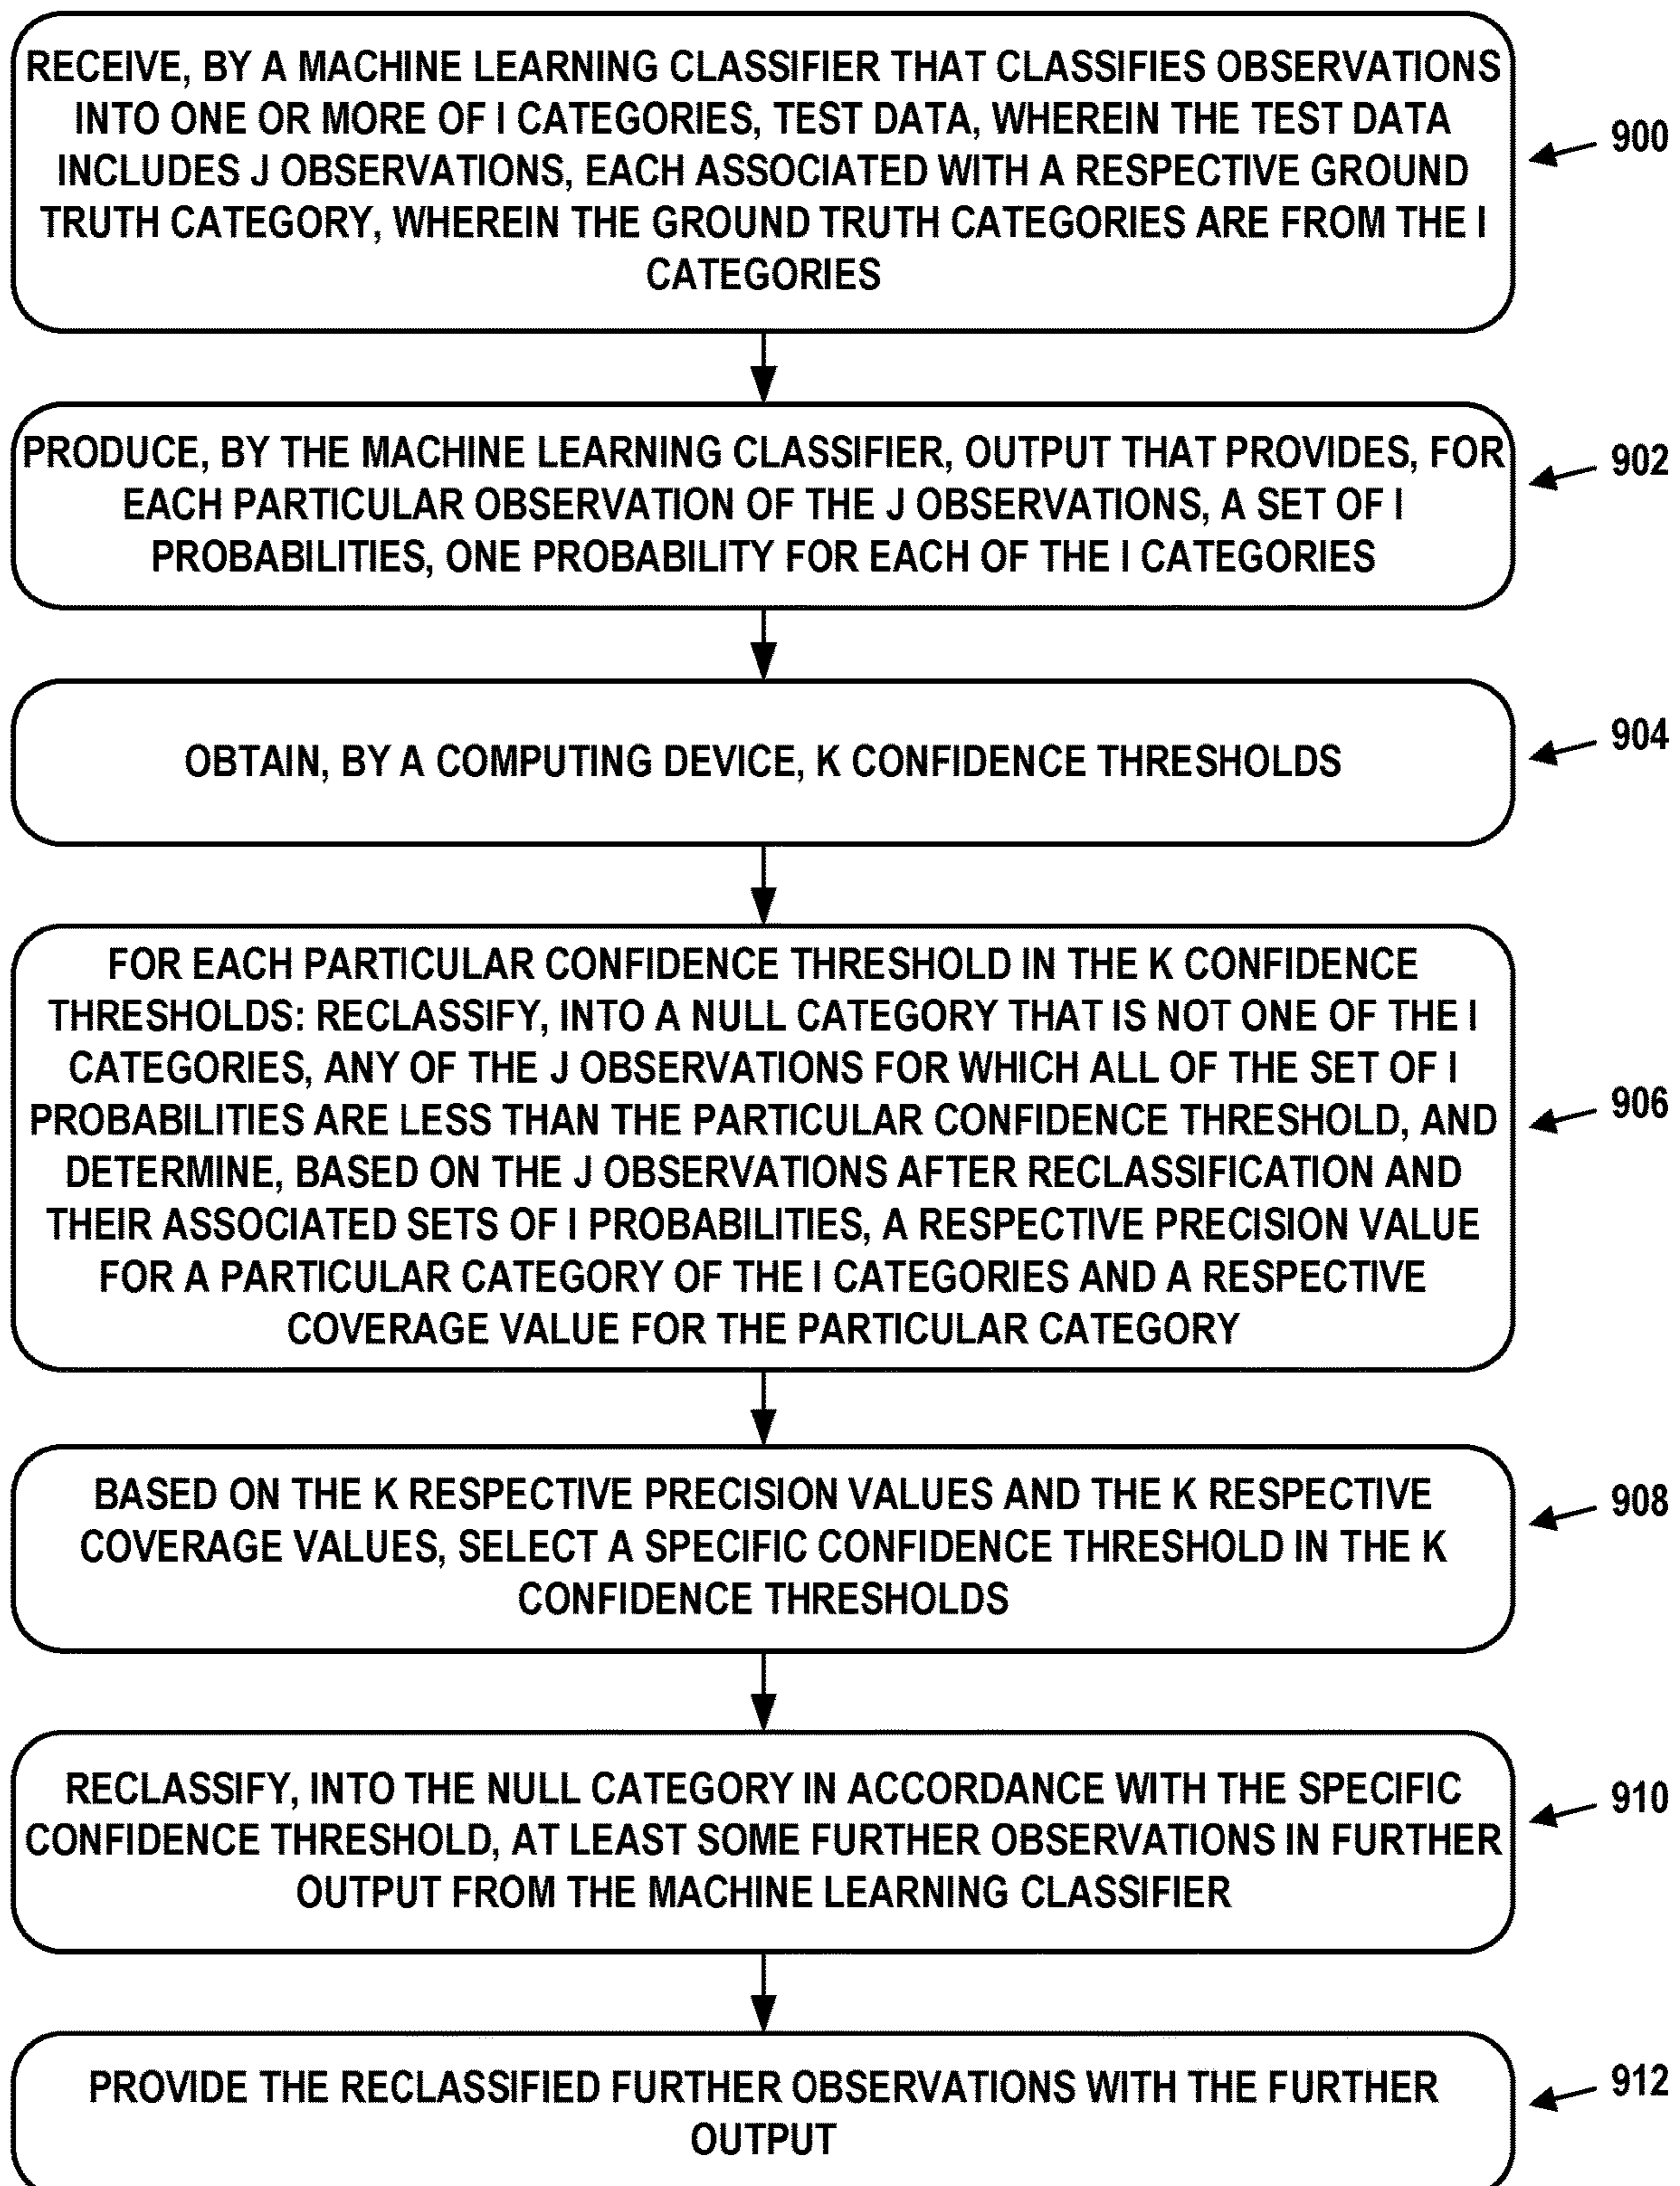 RECEIVE, BY A MACHINE LEARNING CLASSIFIER THAT CLASSIFIES OBSERVATIONS
INTO ONE OR MORE OF I CATEGORIES, TEST DATA, WHEREIN THE TEST DATA
INCLUDES J OBSERVATIONS, EACH ASSOCIATED WITH A RESPECTIVE GROUND
TRUTH CATEGORY, WHEREIN THE GROUND TRUTH CATEGORIES ARE FROM THE I
CATEGORIES
900
PRODUCE, BY THE MACHINE LEARNING CLASSIFIER, OUTPUT THAT PROVIDES, FOR
EACH PARTICULAR OBSERVATION OF THE J OBSERVATIONS, A SET OF I
PROBABILITIES, ONE PROBABILITY FOR EACH OF THE I CATEGORIES
902
OBTAIN, BY A COMPUTING DEVICE, K CONFIDENCE THRESHOLDS
904
FOR EACH PARTICULAR CONFIDENCE THRESHOLD IN THE K CONFIDENCE
THRESHOLDS: RECLASSIFY, INTO A NULL CATEGORY THAT IS NOT ONE OF THE I
CATEGORIES, ANY OF THE J OBSERVATIONS FOR WHICH ALL OF THE SET OF I
PROBABILITIES ARE LESS THAN THE PARTICULAR CONFIDENCE THRESHOLD, AND
DETERMINE, BASED ON THE J OBSERVATIONS AFTER RECLASSIFICATION AND
THEIR ASSOCIATED SETS OF I PROBABILITIES, A RESPECTIVE PRECISION VALUE
FOR A PARTICULAR CATEGORY OF THE I CATEGORIES AND A RESPECTIVE
COVERAGE VALUE FOR THE PARTICULAR CATEGORY
906
BASED ON THE K RESPECTIVE PRECISION VALUES AND THE K RESPECTIVE
COVERAGE VALUES, SELECT A SPECIFIC CONFIDENCE THRESHOLD IN THE K
CONFIDENCE THRESHOLDS
908
RECLASSIFY, INTO THE NULL CATEGORY IN ACCORDANCE WITH THE SPECIFIC
CONFIDENCE THRESHOLD, AT LEAST SOME FURTHER OBSERVATIONS IN FURTHER
OUTPUT FROM THE MACHINE LEARNING CLASSIFIER
910
PROVIDE THE RECLASSIFIED FURTHER OBSERVATIONS WITH THE FURTHER
OUTPUT
912